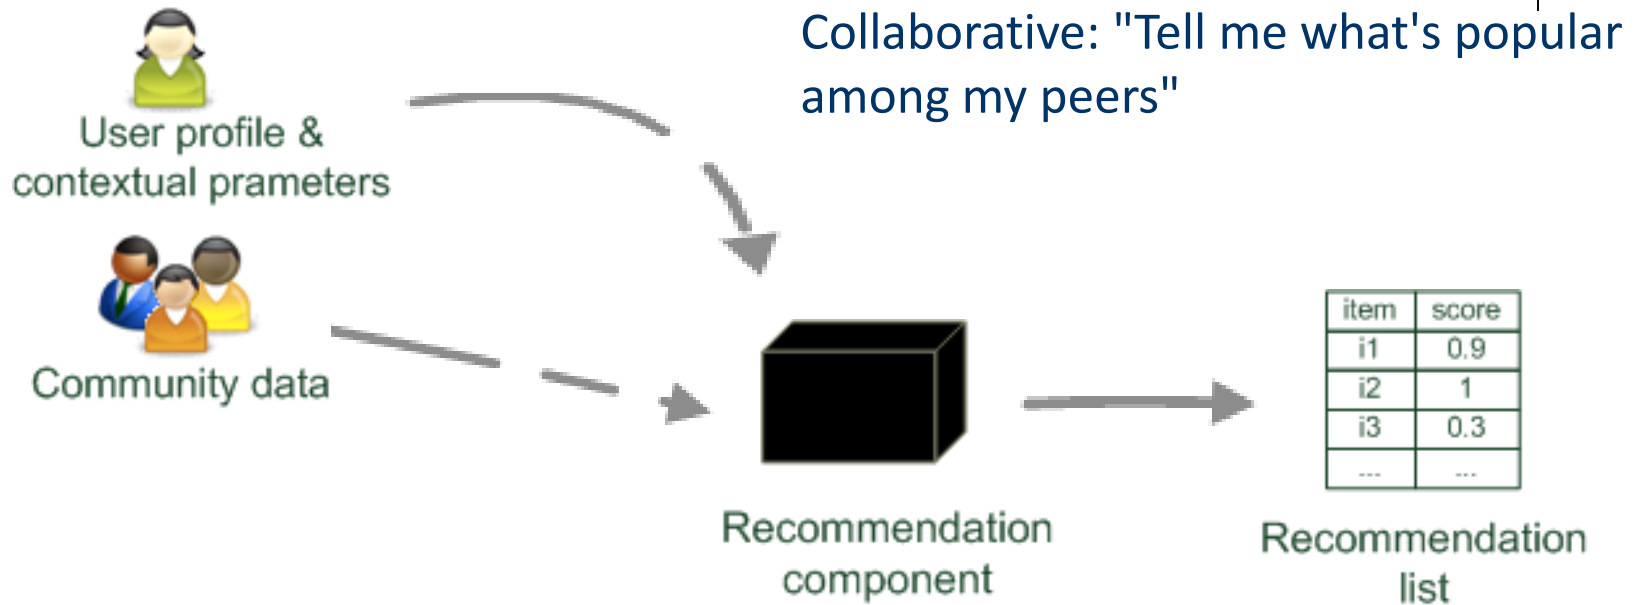 Collaborative: "Tell me what's popular
among my peers"
User profile &
contextual prameters
Community data
Recommendation
component
item score
i1 0.9
i2 1
i3 0.3
... ...
Recommendation
list